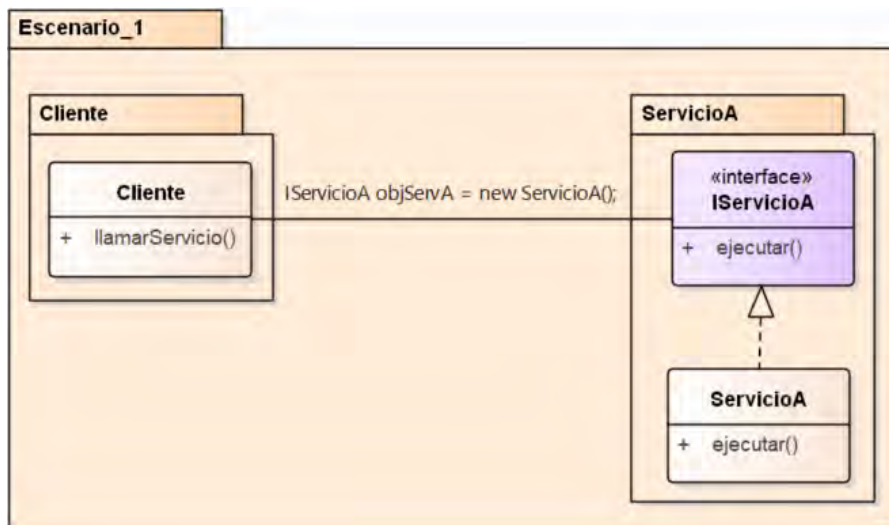 Escenario_1
Cliente
Cliente
+ llamarServicio()
IServicioA objServA = new ServicioA();
ServicioA
«interface»
IServicioA
+ ejecutar()
ServicioA
+ ejecutar()